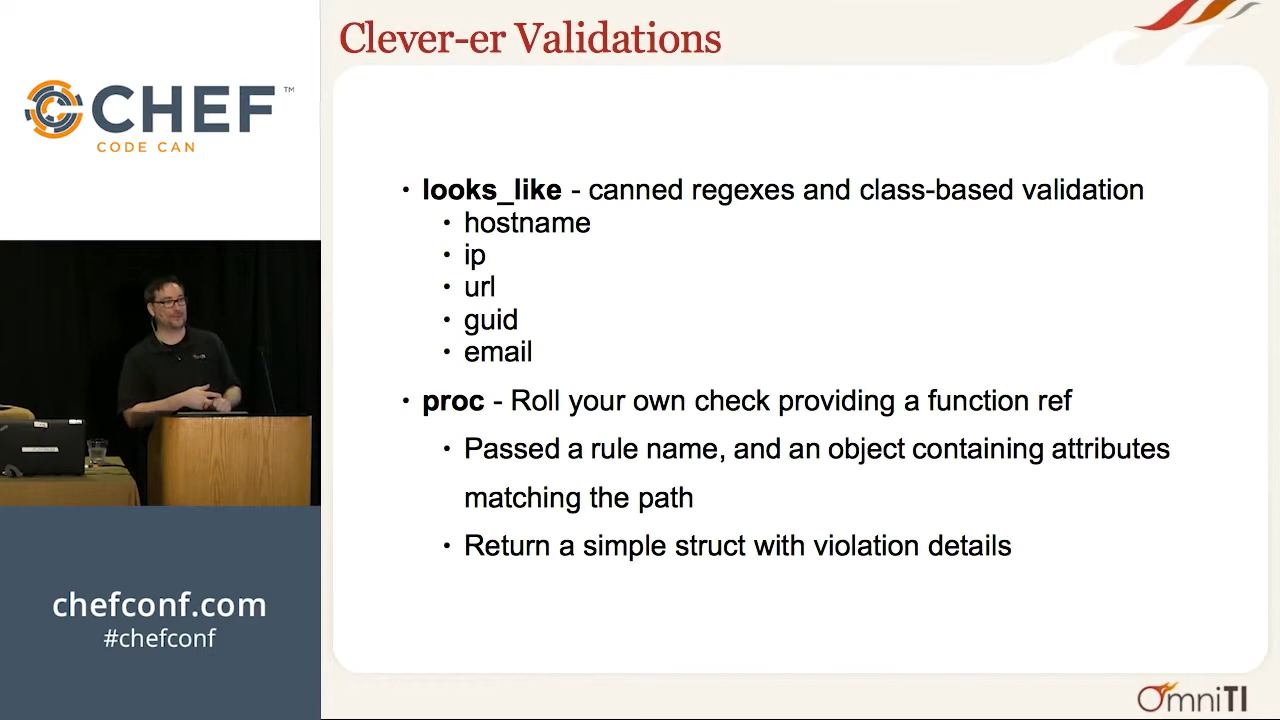 Clever-er Validations
CHEF™
CODE CAN
• looks_like - canned regexes and class-based validation
• hostname
• ip
• url
• guid
• email
• proc - Roll your own check providing a function ref
• Passed a rule name, and an object containing attributes
matching the path
• Return a simple struct with violation details
chefconf.com
#chefconf
OmniTI